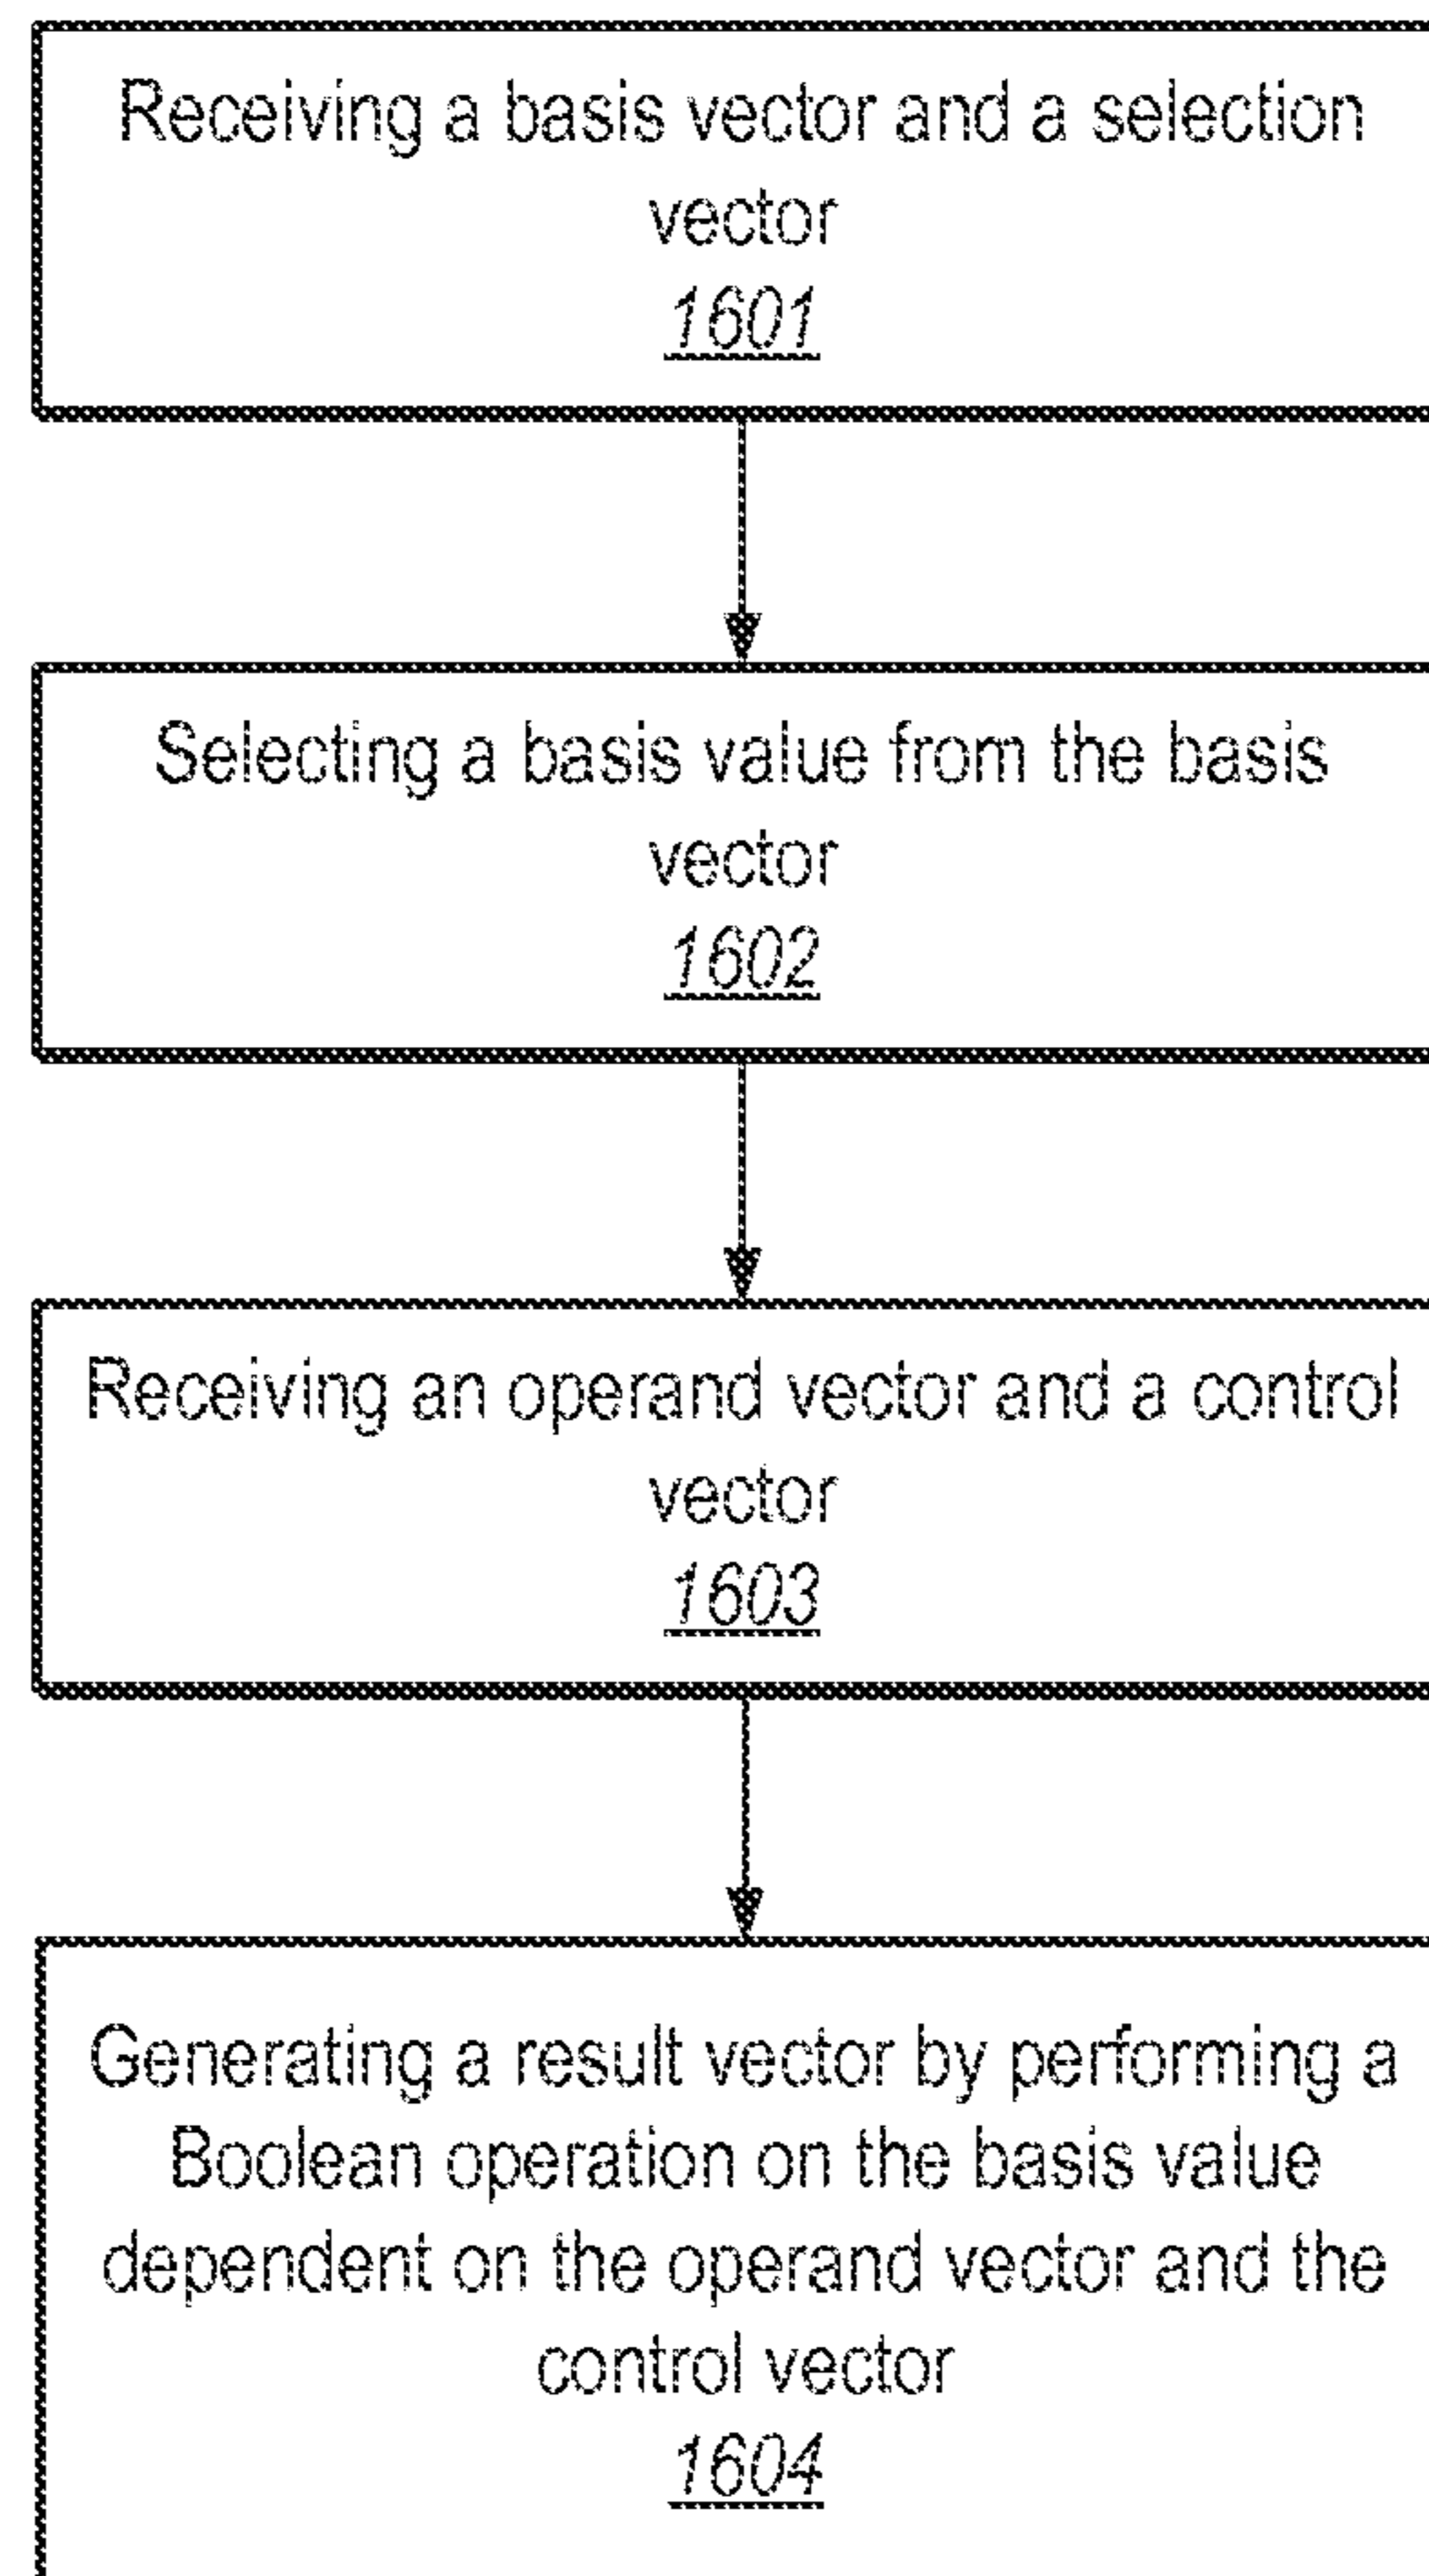 Receiving a basis vector and a selection
vector
1601
Selecting a basis value from the basis
vector
1602
Receiving an operand vector and a control
vector
1603
Generating a result vector by performing a
Boolean operation on the basis value
dependent on the operand vector and the
control vector
1604